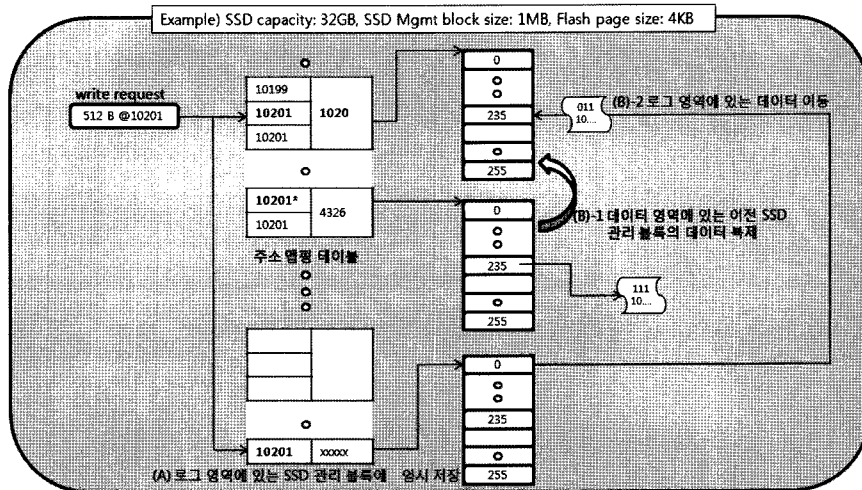 Example) SSD capacity: 32GB, SSD Mgmt block size: 1MB, Flash page size: 4KB
write request
512 B @10201
10199
10201
10201
1020
10201*
10201
4326
주소 맵핑 테이블
10201
xxxxx
(A) 로그 영역에 있는 SSD 관리 블록에 임시 저장
0
235
255
0
235
255
0
235
255
011
10....
(B)-2 로그 영역에 있는 데이터 이동
(B)-1 데이터 영역에 있는 이전 SSD
관리 블록의 데이터 복제
111
10....